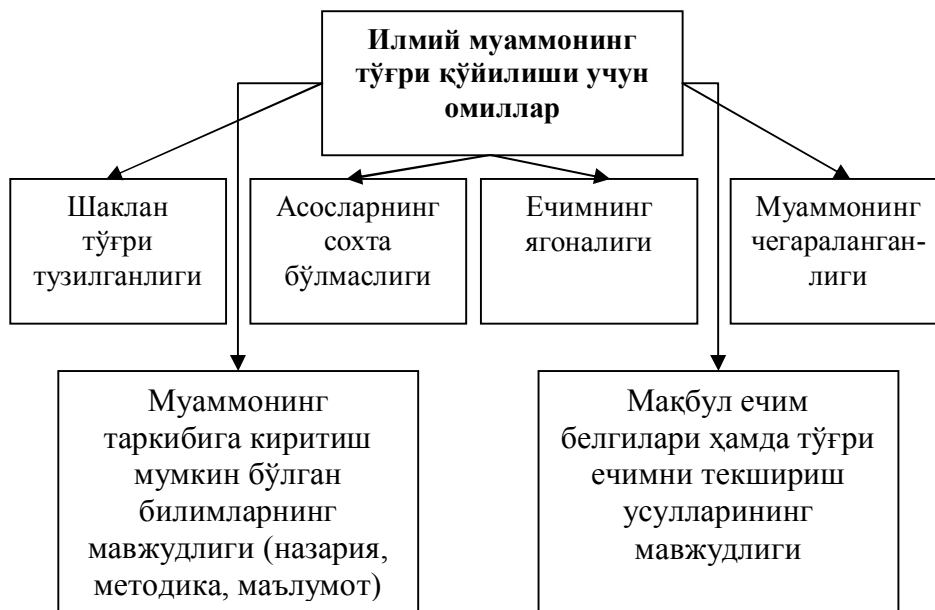 Илмий муаммонинг
тўғри қўйилиши учун
омиллар
Шаклан
тўғри
тузилганлиги
Асосларнинг
сохта
бўлмаслиги
Ечимнинг
ягоналиги
Муаммонинг
чегараланган-
лиги
Муаммонинг
таркибига киритиш
мумкин бўлган
билимларнинг
мавжудлиги (назария,
методика, маълумот)
Мақбул ечим
белгилари ҳамда тўғри
ечимни текшириш
усулларининг
мавжудлиги